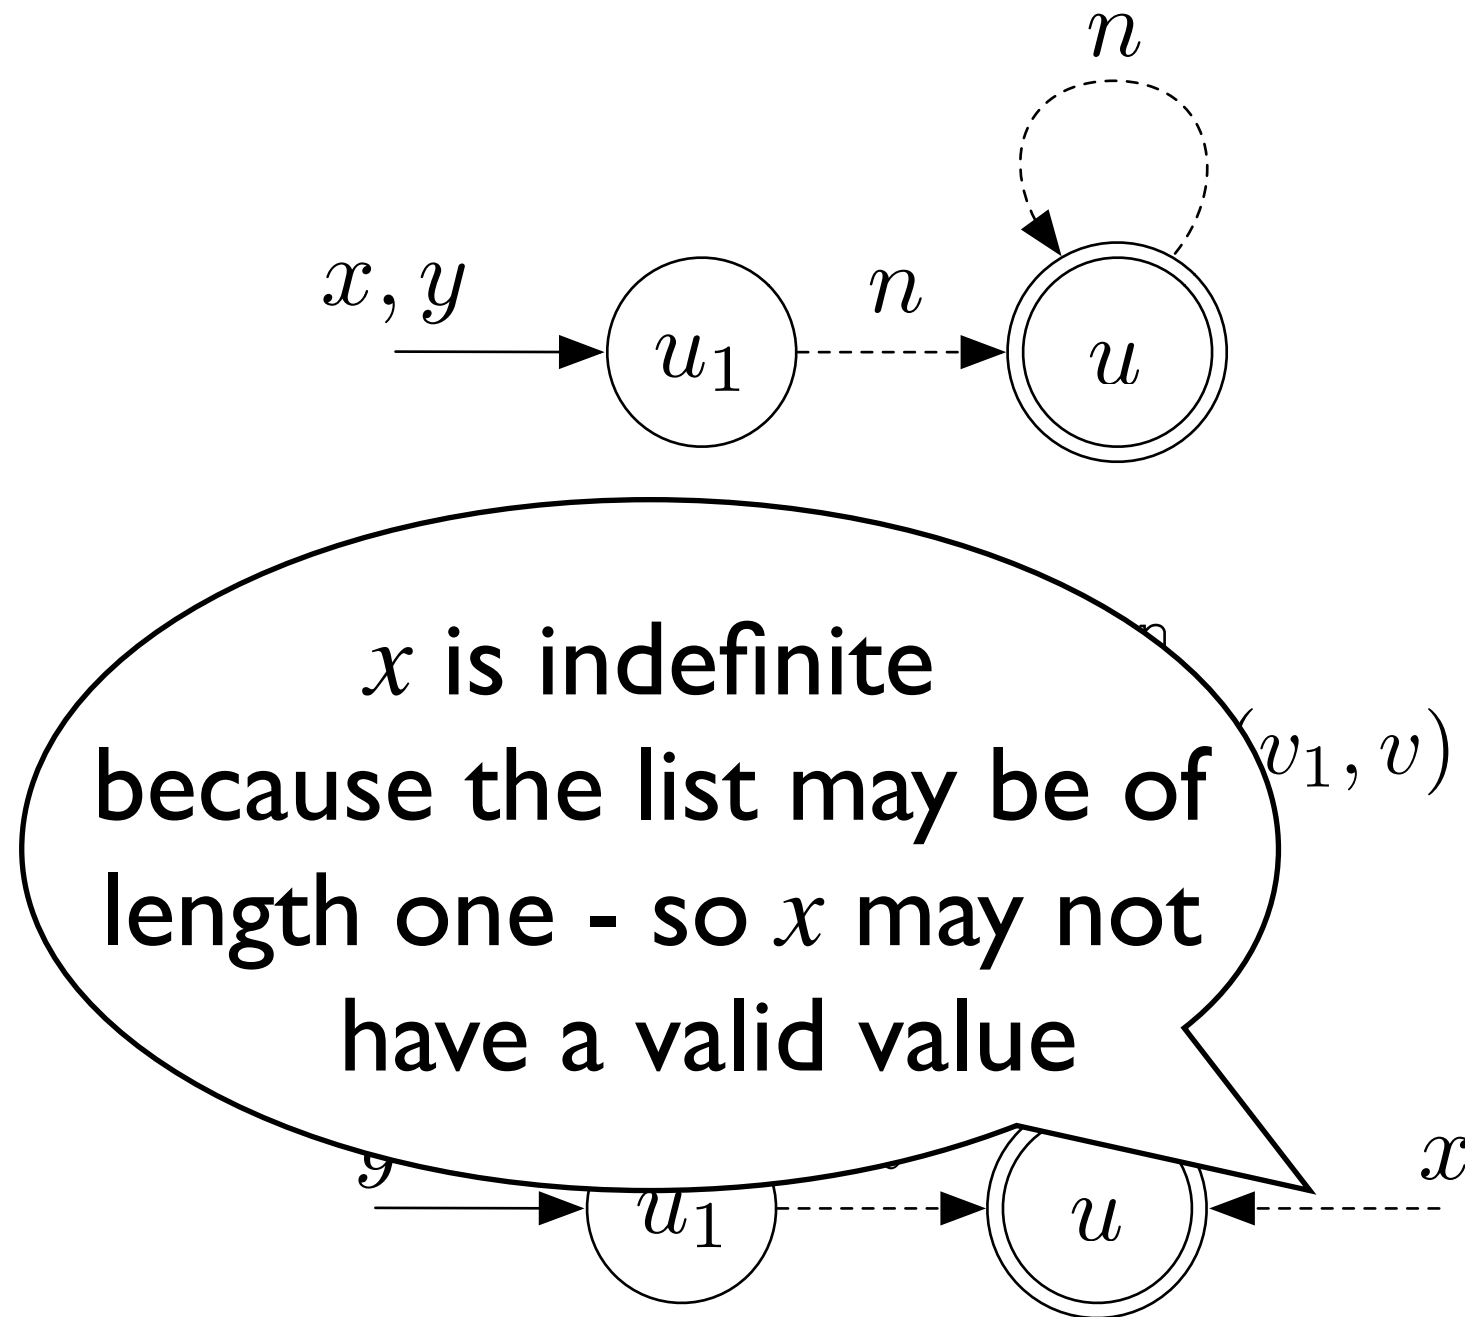 n
x, y
n
u₁
u
x is indefinite
because the list may be of
(v₁, v)
length one - so x may not
have a valid value
y
x
u₁
u